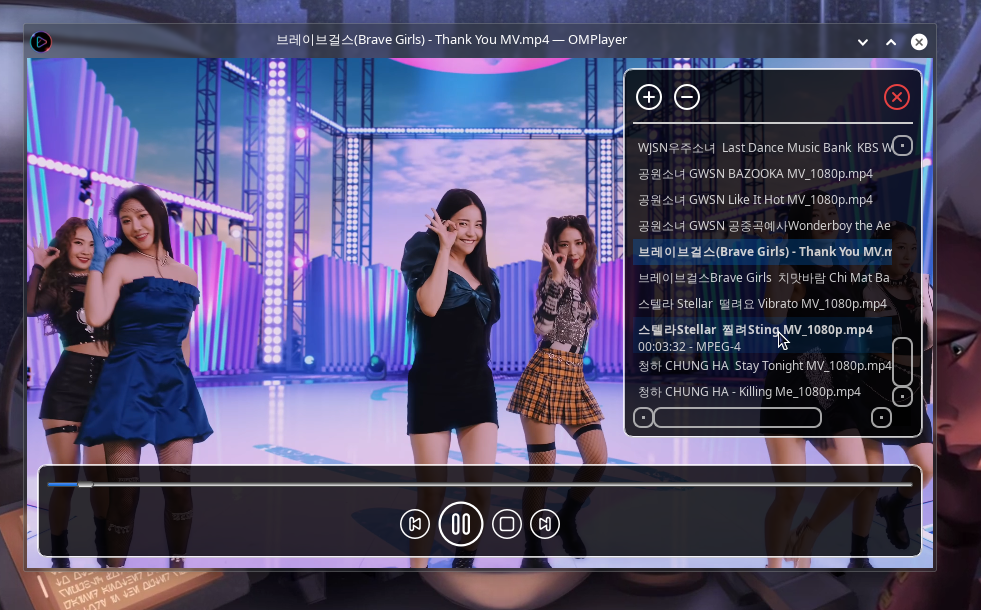 브레이브걸스(Brave Girls) - Thank You MV.mp4 — OMPlayer
WJSN우주소녀  Last Dance Music Bank  KBS W
공원소녀 GWSN BAZOOKA MV_1080p.mp4
공원소녀 GWSN Like It Hot MV_1080p.mp4
공원소녀 GWSN 공중곡예사Wonderboy the Ae
브레이브걸스(Brave Girls) - Thank You MV.m
브레이브걸스Brave Girls  치맛바람 Chi Mat Ba
스텔라 Stellar  떨려요 Vibrato MV_1080p.mp4
스텔라Stellar  찔려Sting MV_1080p.mp4
00:03:32 - MPEG-4
청하 CHUNG HA  Stay Tonight MV_1080p.mp4
청하 CHUNG HA - Killing Me_1080p.mp4